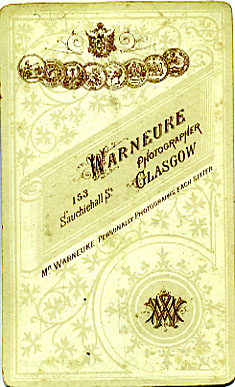 WARNEUKE
PHOTOGRAPHER
153
Sauchiehall St
GLASGOW
MR WARNEUKE PERSONALLY PHOTOGRAPHS EACH SITTER